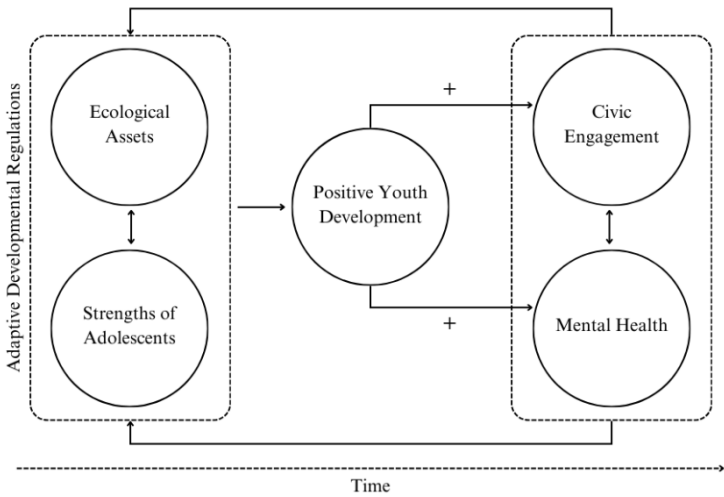 Adaptive Developmental Regulations
Ecological
Assets
Strengths of
Adolescents
Positive Youth
Development
+
+
Civic
Engagement
Mental Health
Time